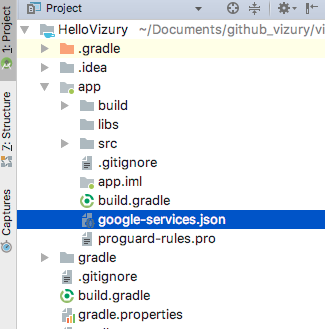 Project
HelloVizury ~/Documents/github_vizury/vi
.gradle
.idea
app
build
libs
src
.gitignore
app.iml
build.gradle
google-services.json
proguard-rules.pro
gradle
.gitignore
build.gradle
gradle.properties
1: Project
7: Structure
Captures